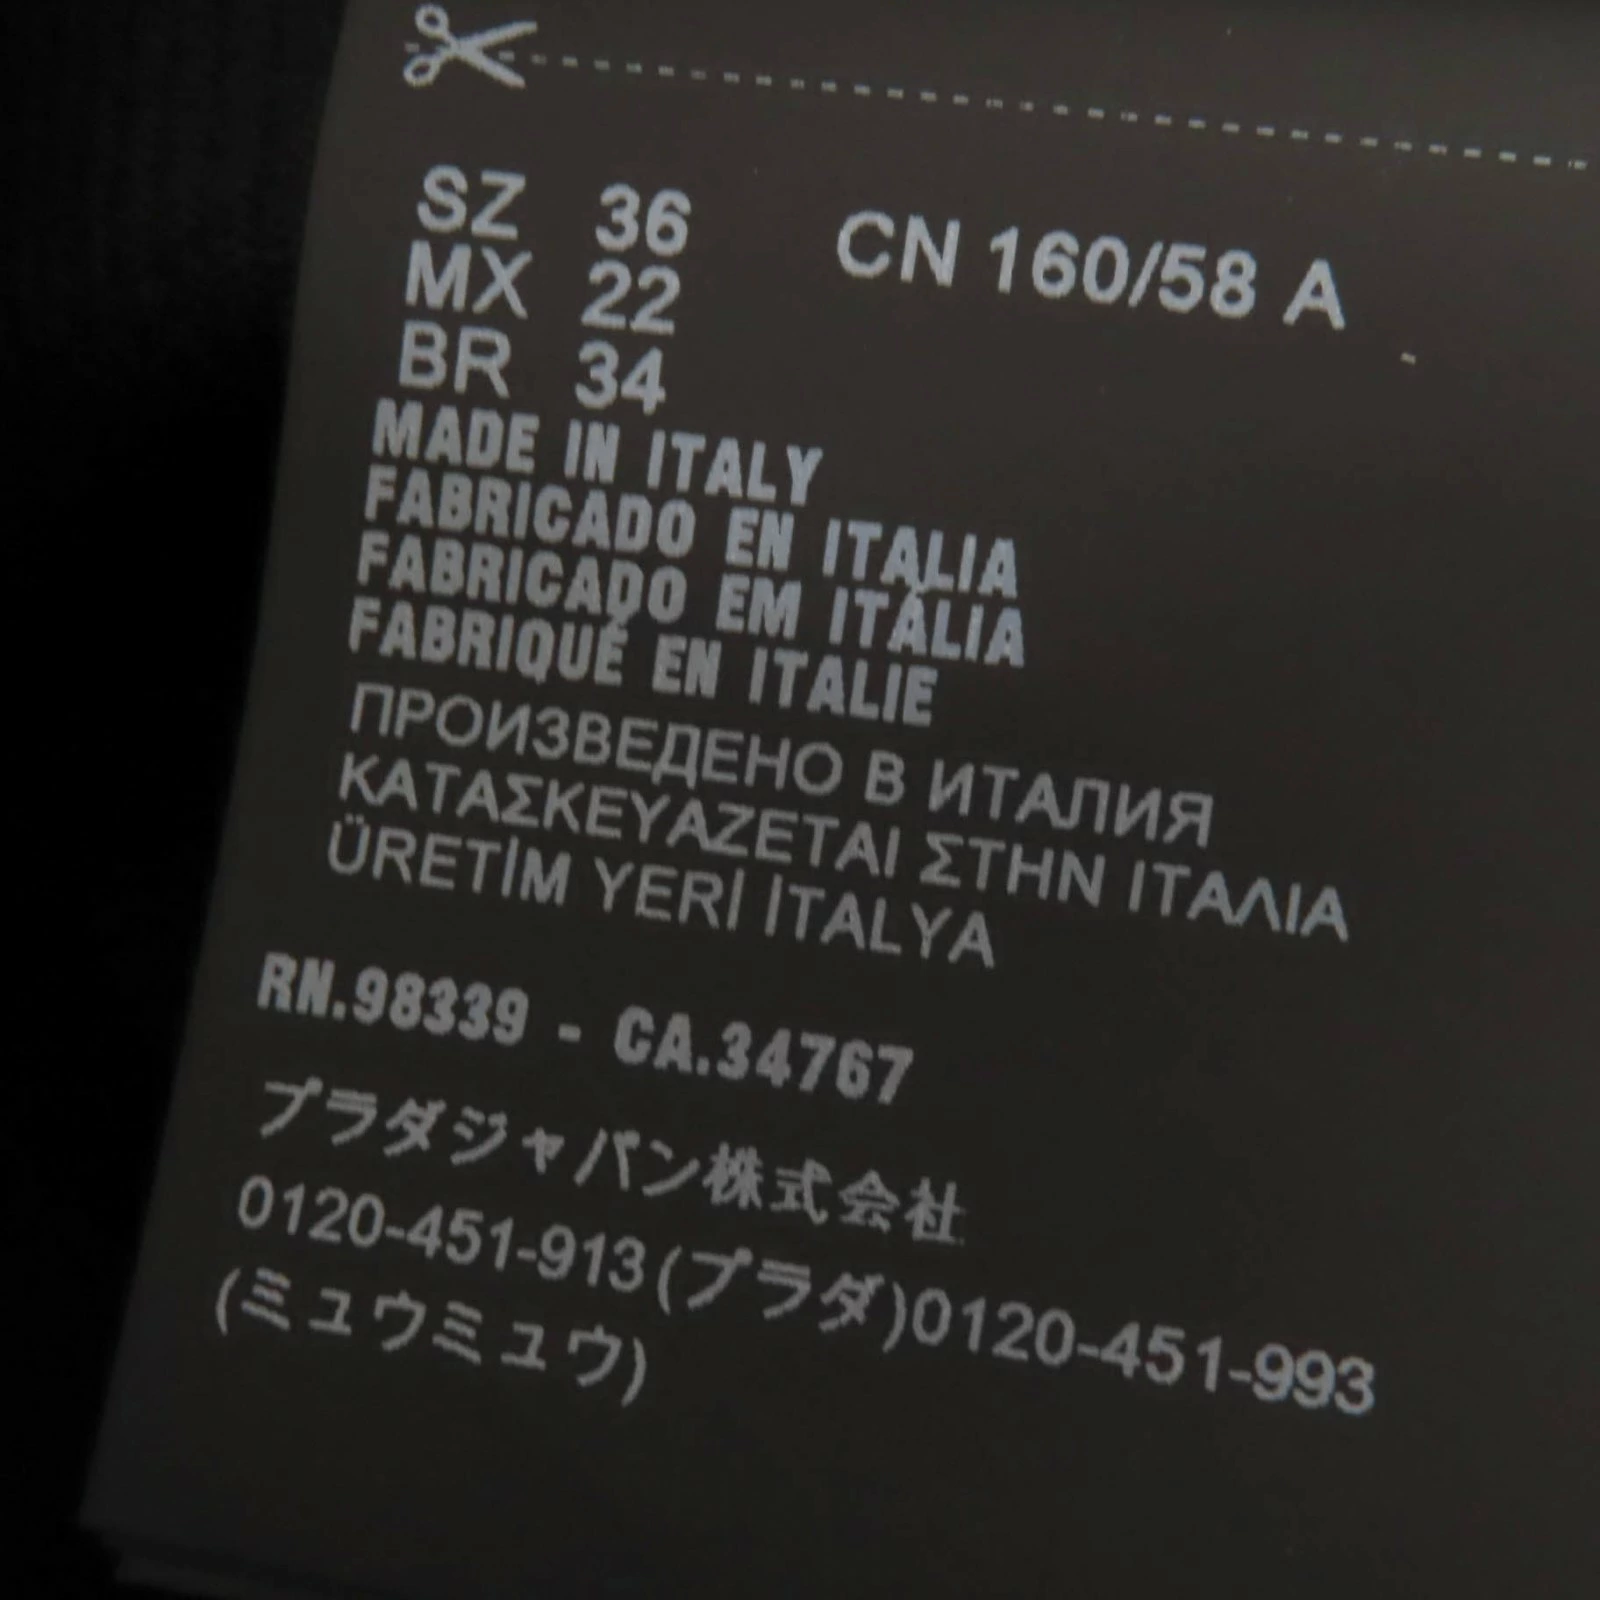 SZ 36 CN 160/58 A
MX 22
BR 34
MADE IN ITALY
FABRICADO EN ITALIA
FABRICADO EM ITÁLIA
FABRIQUÉ EN ITALIE
ПРОИЗВЕДЕНО В ИТАЛИЯ
ΚΑΤΑΣΚΕΥΑΖΕΤΑΙ ΣΤΗΝ ΙΤΑΛΙΑ
ÜRETİM YERİ İTALYA
RN.98339 - CA.34767
プラダジャパン株式会社
0120-451-913(プラダ)0120-451-993
(ミュウミュウ)